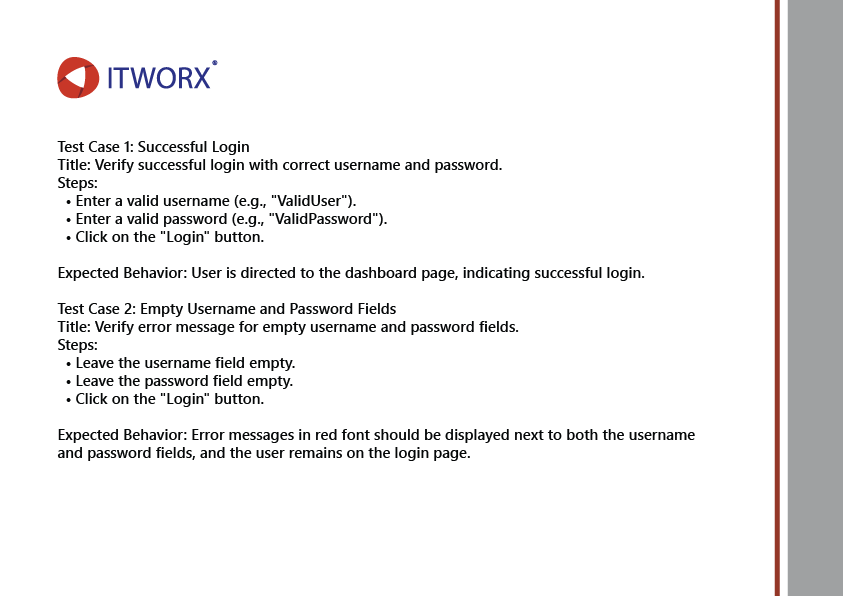 ITWORX®
Test Case 1: Successful Login
Title: Verify successful login with correct username and password.
Steps:
• Enter a valid username (e.g., "ValidUser").
• Enter a valid password (e.g., "ValidPassword").
• Click on the "Login" button.
Expected Behavior: User is directed to the dashboard page, indicating successful login.
Test Case 2: Empty Username and Password Fields
Title: Verify error message for empty username and password fields.
Steps:
• Leave the username field empty.
• Leave the password field empty.
• Click on the "Login" button.
Expected Behavior: Error messages in red font should be displayed next to both the username
and password fields, and the user remains on the login page.